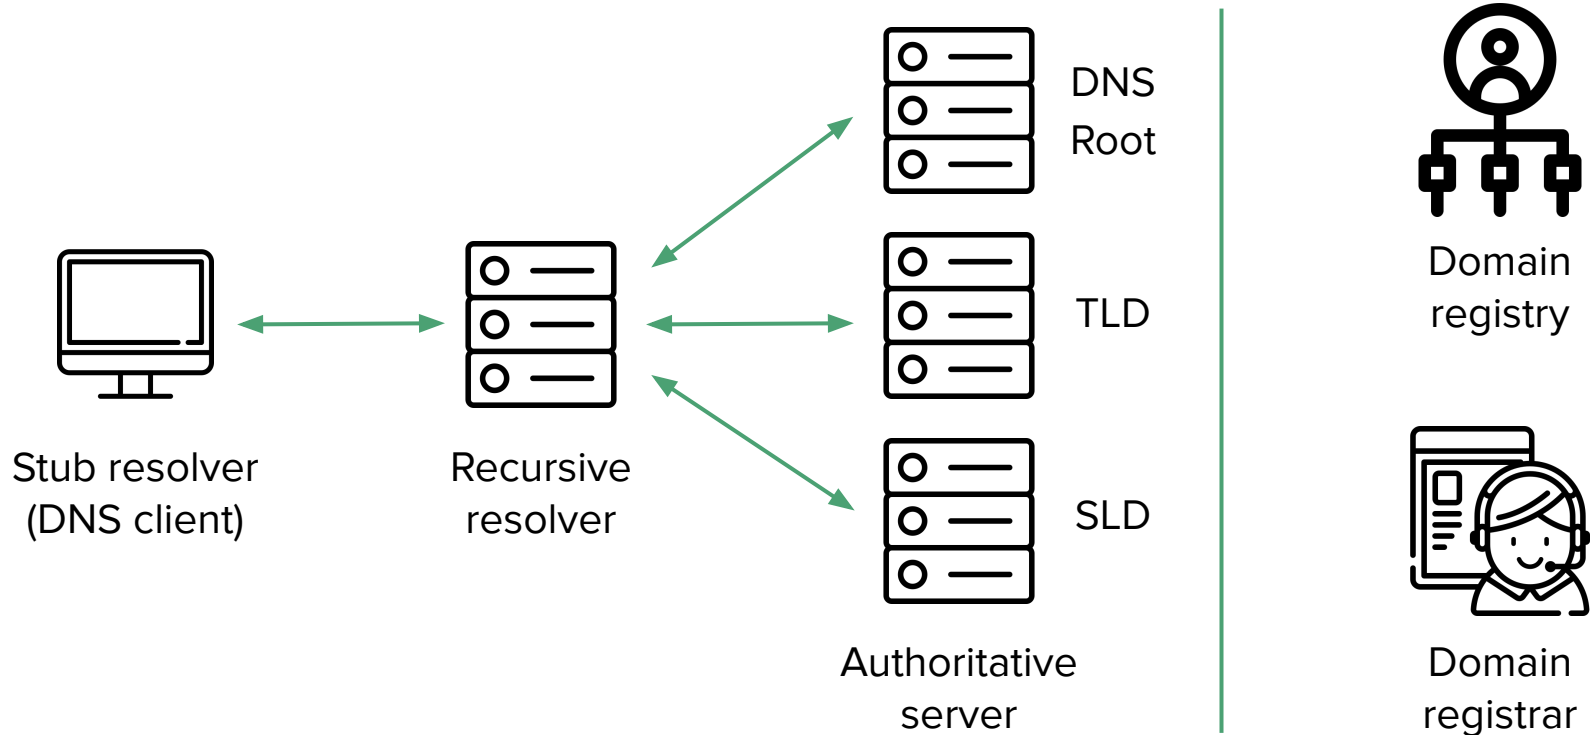 DNS
Root
TLD
SLD
Stub resolver
(DNS client)
Recursive
resolver
Authoritative
server
Domain
registry
Domain
registrar